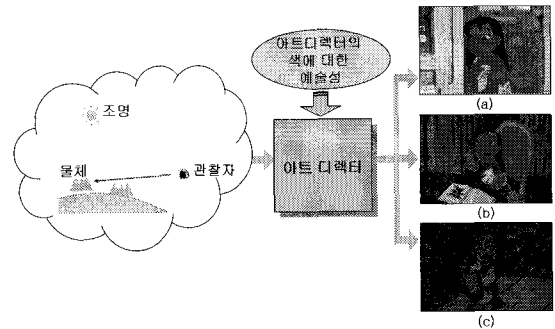 아트디렉터의
색에 대한
예술성
조명
물체
관찰자
아트 디렉터
(a)
(b)
(c)